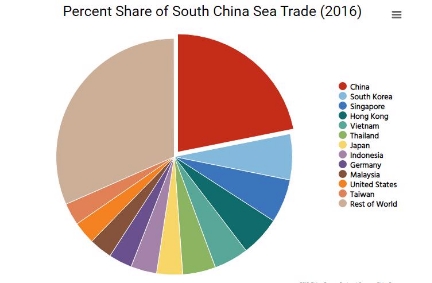 Percent Share of South China Sea Trade (2016)
China
South Korea
Singapore
Hong Kong
Vietnam
Thailand
Japan
Indonesia
Germany
Malaysia
United States
Taiwan
Rest of World